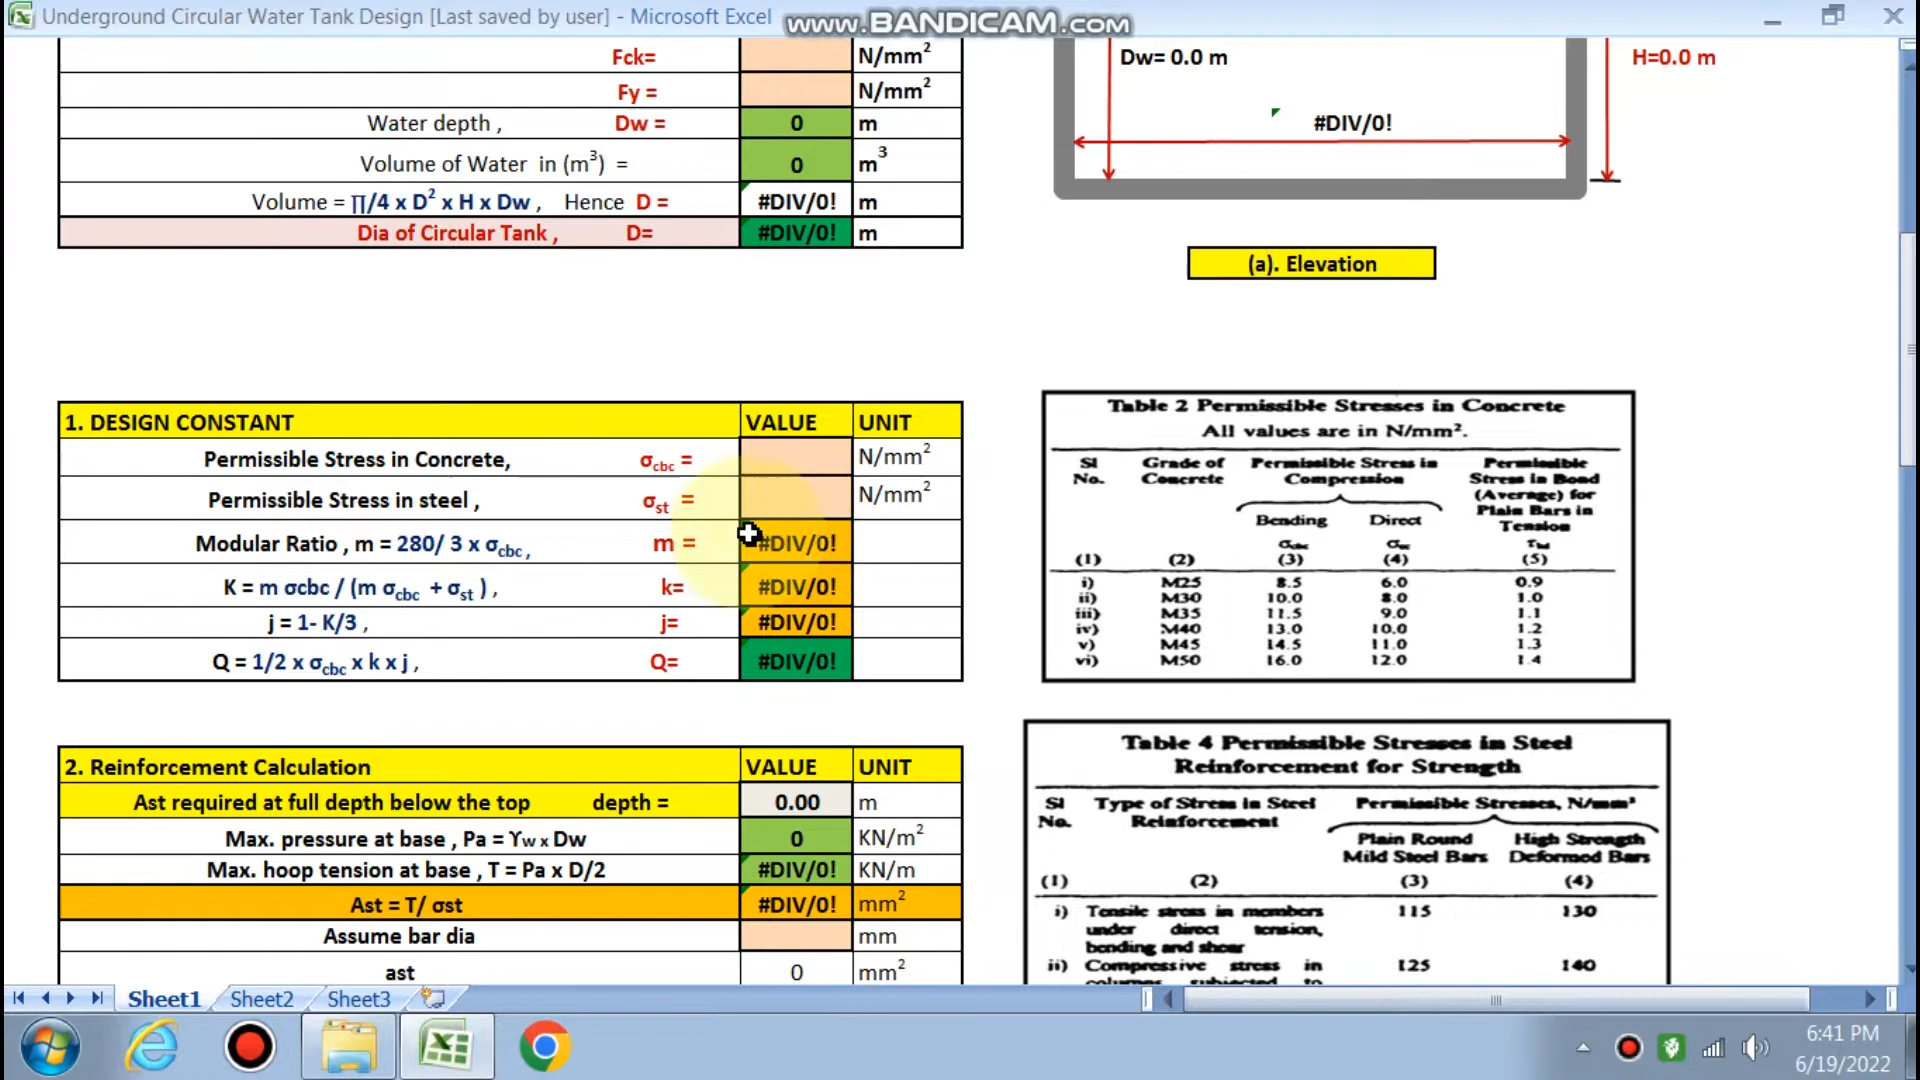 Underground Circular Water Tank Design [Last saved by user] - Microsoft Excel
www.BANDICAM.com
Fck= N/mm²
Fy = N/mm²
Water depth , Dw = 0 m
Volume of Water in (m³) = 0 m³
Volume = ∏/4 x D² x H x Dw , Hence D = #DIV/0! m
Dia of Circular Tank , D= #DIV/0! m
Dw= 0.0 m
H=0.0 m
#DIV/0!
(a). Elevation
1. DESIGN CONSTANT VALUE UNIT
Permissible Stress in Concrete, σcbc = N/mm²
Permissible Stress in steel , σst = N/mm²
Modular Ratio , m = 280/ 3 x σcbc , m = #DIV/0!
K = m σcbc / (m σcbc + σst ) , k= #DIV/0!
j = 1- K/3 , j= #DIV/0!
Q = 1/2 x σcbc x k x j , Q= #DIV/0!
Table 2 Permissible Stresses in Concrete
All values are in N/mm².
Sl No. Grade of Concrete Permissible Stress in Compression Permissible Stress in Bond (Average) for Plain Bars in Tension
Bending Direct
(1) (2) (3) (4) (5)
i) M25 8.5 6.0 0.9
ii) M30 10.0 8.0 1.0
iii) M35 11.5 9.0 1.1
iv) M40 13.0 10.0 1.2
v) M45 14.5 11.0 1.3
vi) M50 16.0 12.0 1.4
2. Reinforcement Calculation VALUE UNIT
Ast required at full depth below the top depth = 0.00 m
Max. pressure at base , Pa = ϒw x Dw 0 KN/m²
Max. hoop tension at base , T = Pa x D/2 #DIV/0! KN/m
Ast = T/ σst #DIV/0! mm²
Assume bar dia mm
ast 0 mm²
Table 4 Permissible Stresses in Steel
Reinforcement for Strength
Sl No. Type of Stress in Steel Reinforcement Permissible Stresses, N/mm²
Plain Round Mild Steel Bars High Strength Deformed Bars
(1) (2) (3) (4)
i) Tensile stress in members under direct tension, bending and shear 115 130
ii) Compressive stress in columns subjected to 125 140
Sheet1 Sheet2 Sheet3
6:41 PM
6/19/2022